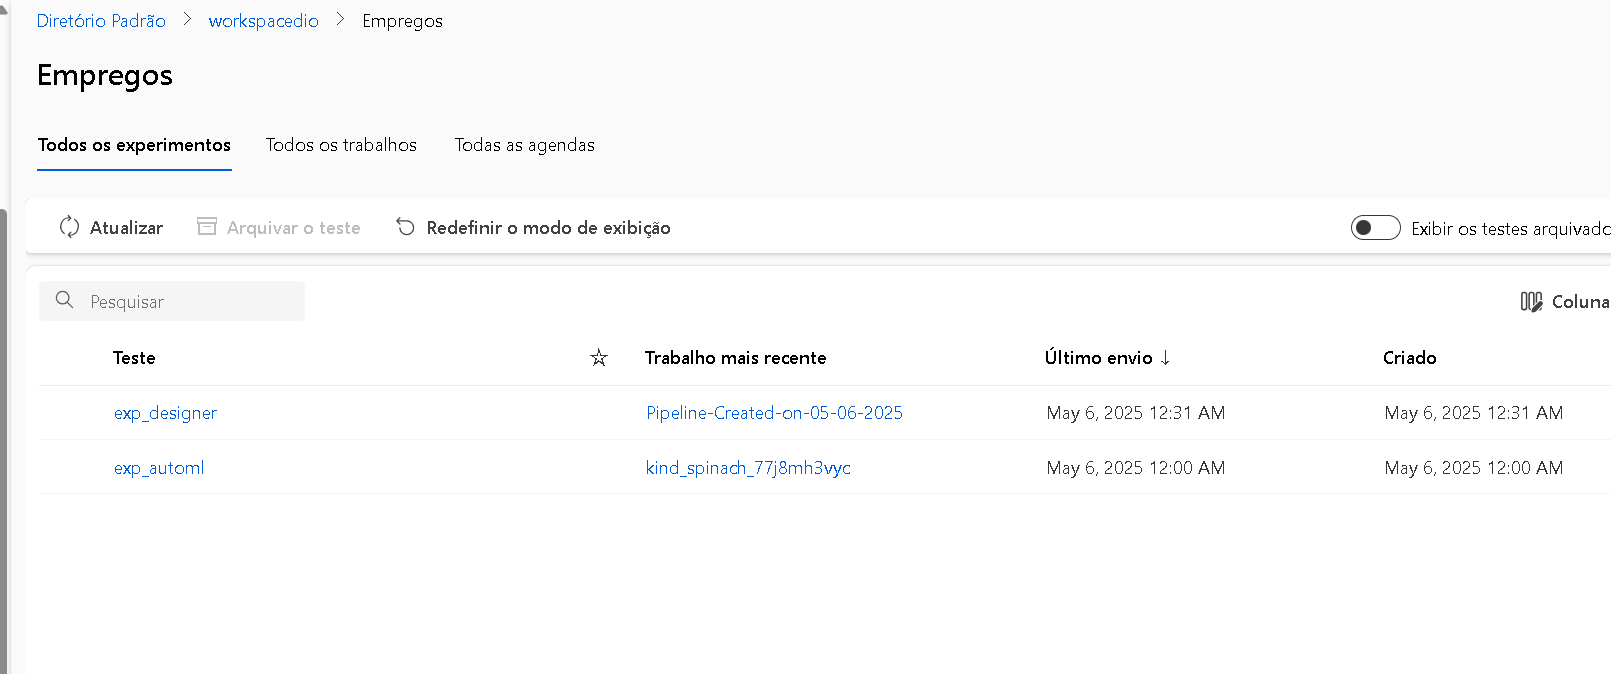 Diretório Padrão > workspacedio > Empregos
Empregos
Todos os experimentos Todos os trabalhos Todas as agendas
Atualizar Arquivar o teste Redefinir o modo de exibição Exibir os testes arquivado
Pesquisar Coluna
Teste Trabalho mais recente Último envio ↓ Criado
exp_designer Pipeline-Created-on-05-06-2025 May 6, 2025 12:31 AM May 6, 2025 12:31 AM
exp_automl kind_spinach_77j8mh3vyc May 6, 2025 12:00 AM May 6, 2025 12:00 AM